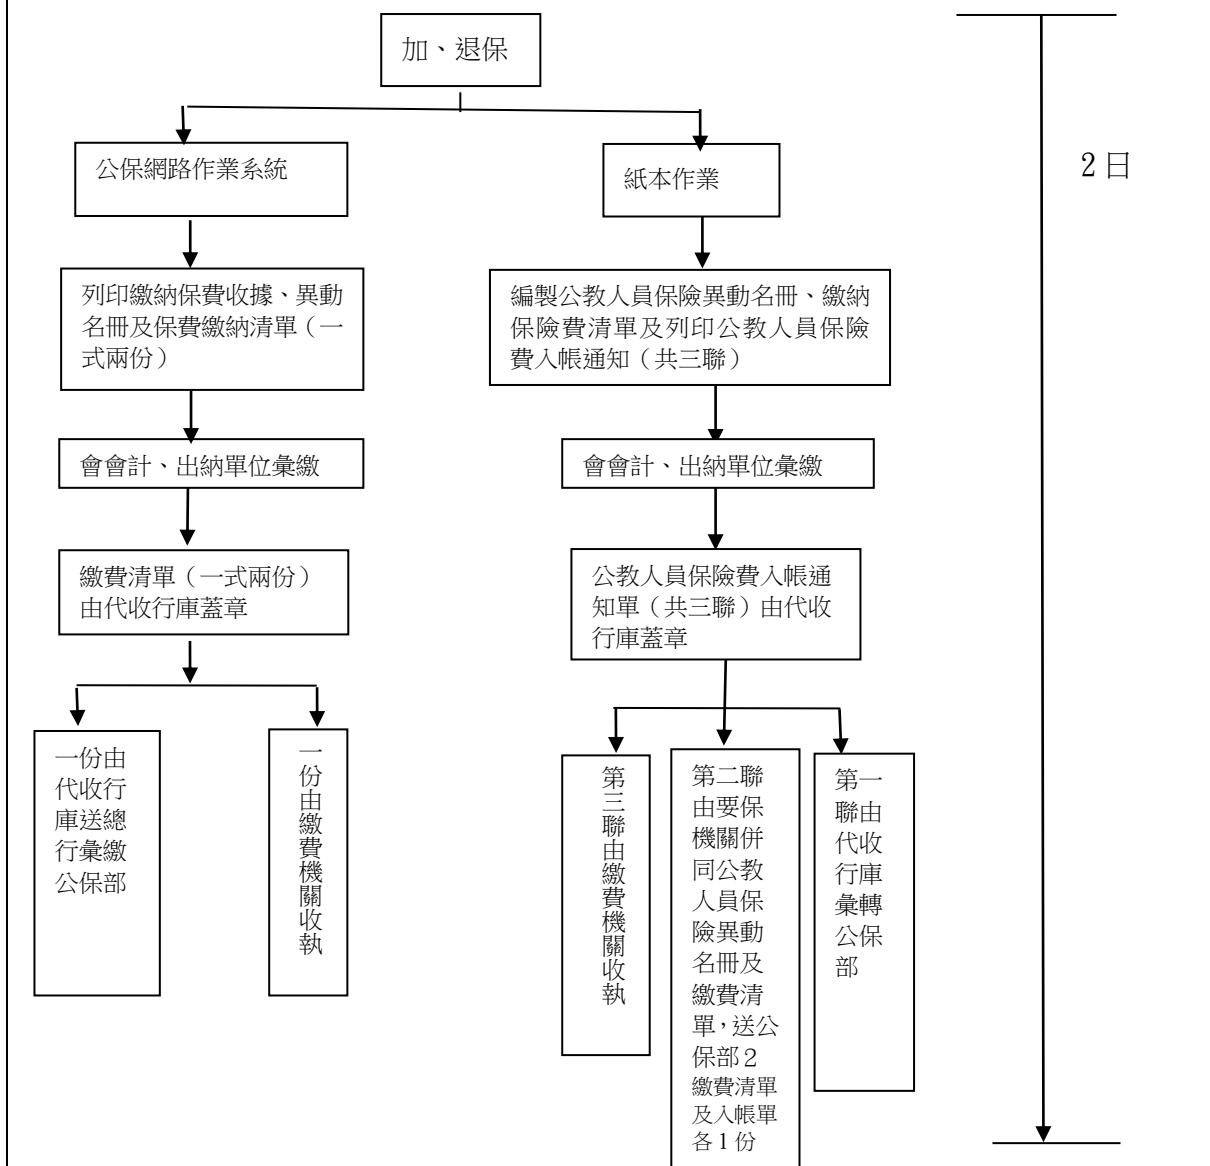 加、退保
公保網路作業系統
紙本作業
2日
列印繳納保費收據、異動
名冊及保費繳納清單（一
式兩份）
編製公教人員保險異動名冊、繳納
保險費清單及列印公教人員保險
費入帳通知（共三聯）
會會計、出納單位彙繳
會會計、出納單位彙繳
繳費清單（一式兩份）
由代收行庫蓋章
公教人員保險費入帳通
知單（共三聯）由代收
行庫蓋章
一份由
代收行
庫送總
行彙繳
公保部
一份由繳費機關收執
第三聯由繳費機關收執
第二聯
由要保
機關併
同公教
人員保
險異動
名冊及
繳費清
單，送公
保部2
繳費清單
及入帳單
各1份
第一
聯由
代收
行庫
彙轉
公保
部